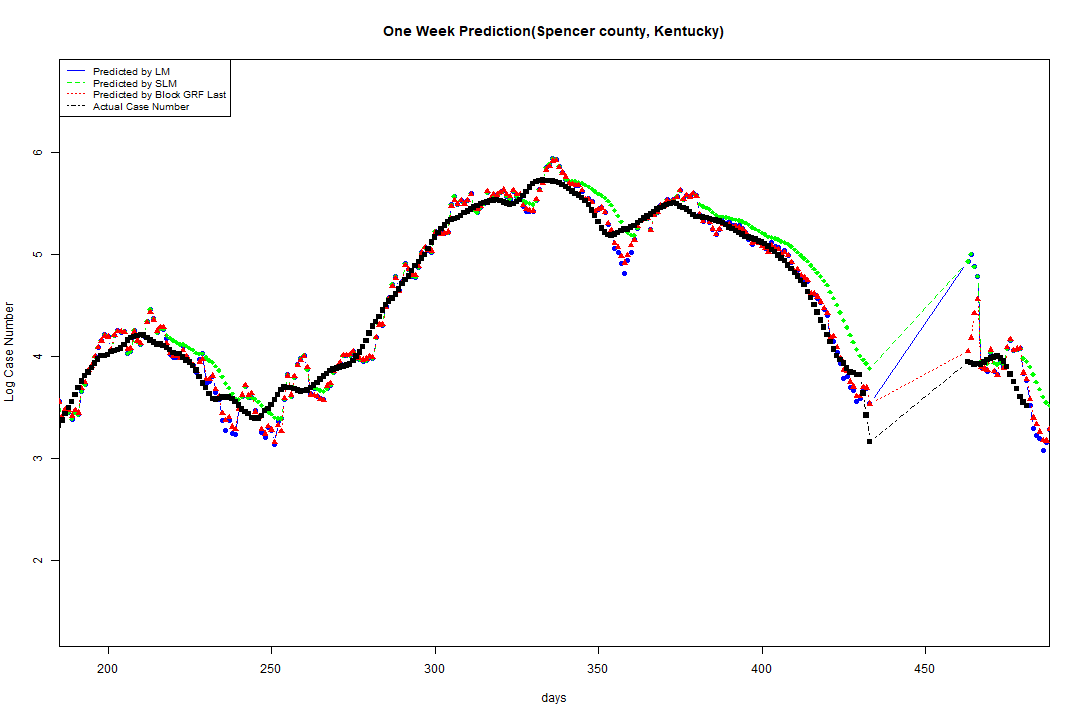 One Week Prediction(Spencer county, Kentucky)
Predicted by LM
Predicted by SLM
Predicted by Block GRF Last
Actual Case Number
6
5
4
3
2
Log Case Number
200 250 300 350 400 450
days